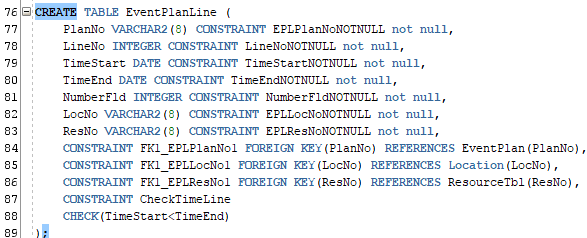 76 CREATE TABLE EventPlanLine (
77 PlanNo VARCHAR2(8) CONSTRAINT EPLPlanNoNOTNULL not null,
78 LineNo INTEGER CONSTRAINT LineNoNOTNULL not null,
79 TimeStart DATE CONSTRAINT TimeStartNOTNULL not null,
80 TimeEnd DATE CONSTRAINT TimeEndNOTNULL not null,
81 NumberFld INTEGER CONSTRAINT NumberFldNOTNULL not null,
82 LocNo VARCHAR2(8) CONSTRAINT EPLLocNoNOTNULL not null,
83 ResNo VARCHAR2(8) CONSTRAINT EPLResNoNOTNULL not null,
84 CONSTRAINT FK1_EPLPlanNo1 FOREIGN KEY(PlanNo) REFERENCES EventPlan(PlanNo),
85 CONSTRAINT FK1_EPLLocNo1 FOREIGN KEY(LocNo) REFERENCES Location(LocNo),
86 CONSTRAINT FK1_EPLResNo1 FOREIGN KEY(ResNo) REFERENCES ResourceTbl(ResNo),
87 CONSTRAINT CheckTimeLine
88 CHECK(TimeStart<TimeEnd)
89 );